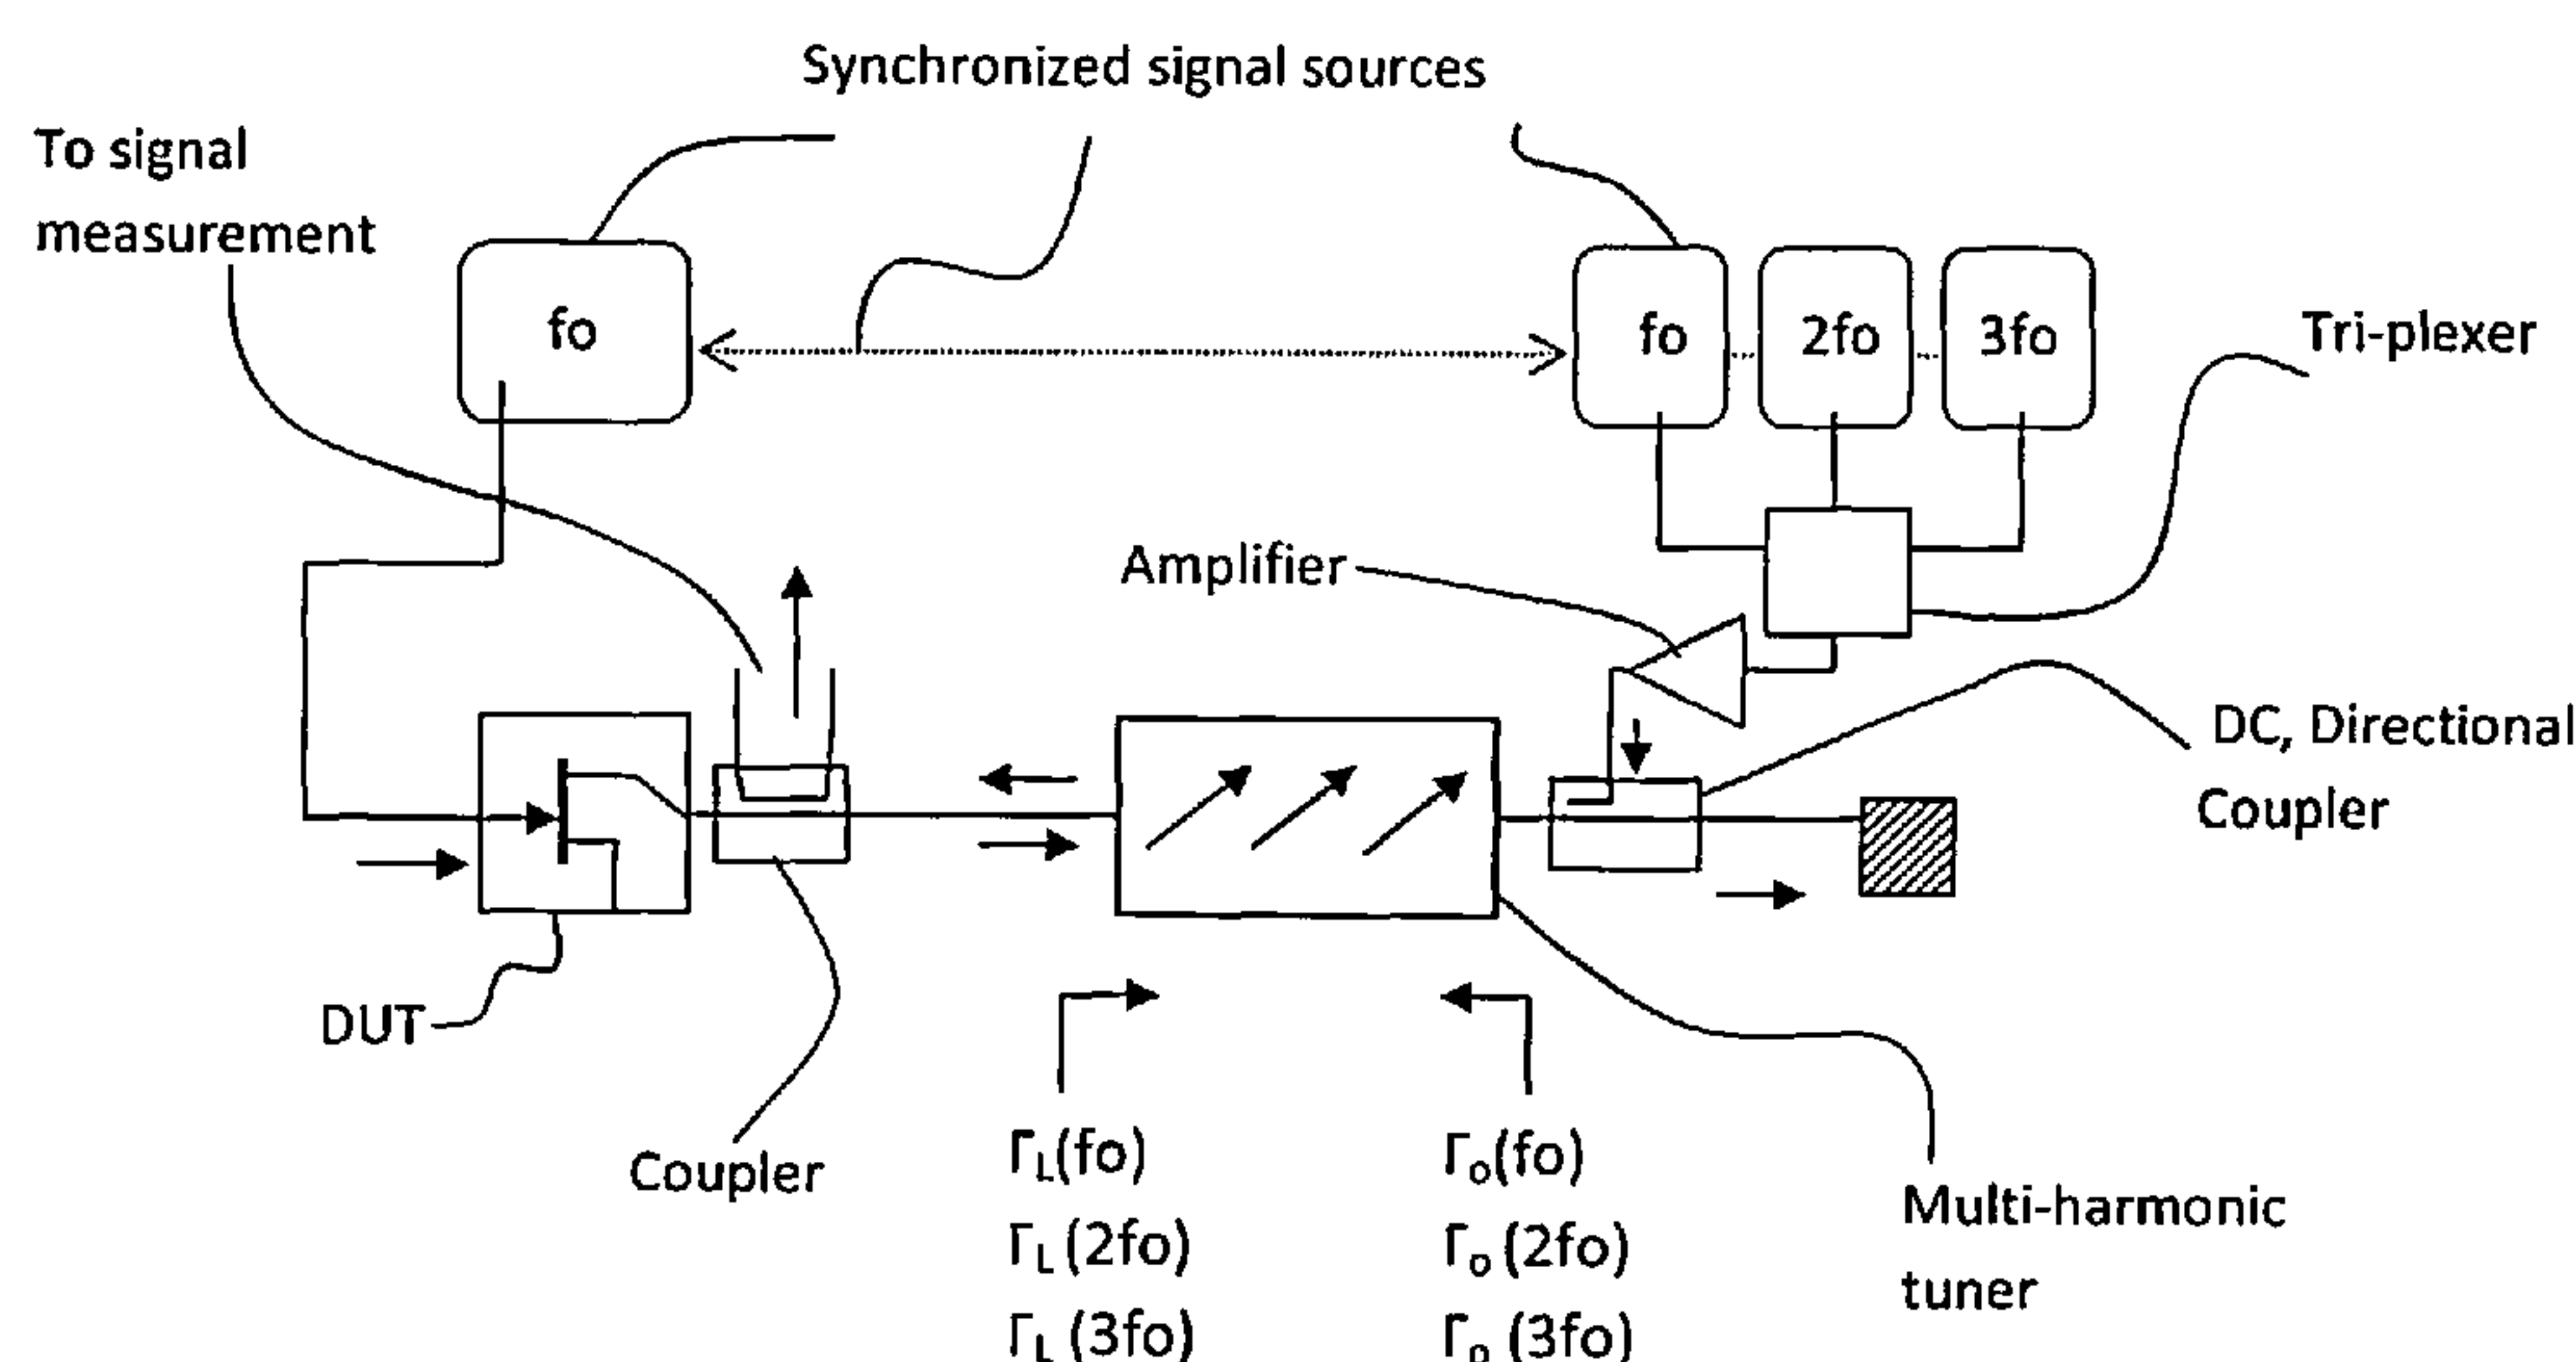 Synchronized signal sources
To signal
measurement
fo
fo
2fo
3fo
Tri-plexer
Amplifier
DC, Directional
Coupler
DUT
Coupler
ΓL(fo)
ΓL (2fo)
ΓL (3fo)
Γo(fo)
Γo (2fo)
Γo (3fo)
Multi-harmonic
tuner